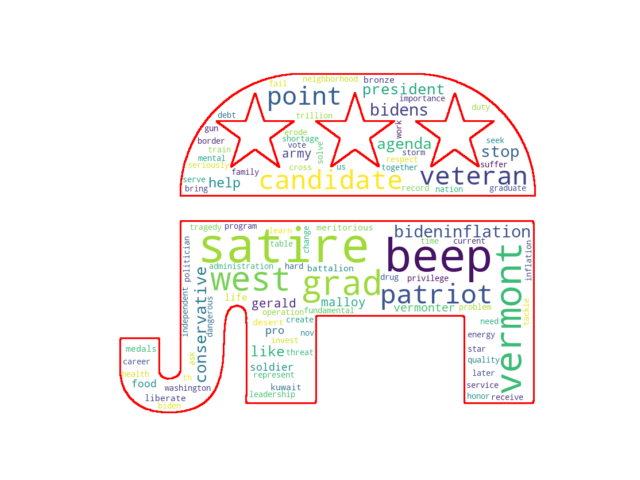 fall neighborhood bronze
president
point importance
bidens duty
debt trillion
gun erode work
shortage
border vote agenda seek
train army solve storm stop
mental respect
seriously cross us together suffer
family
serve help candidate veteran
bring record nation graduate
tragedy program learn change meritorious bideninflation
satire time current
table beep inflation
politician administration hard battalion
west grad drug privilege vermont
independent conservative dangerous life patriot
gerald malloy vermonter problem tackle
operation fundamental
desert create need
pro nov energy
invest
medals ask like threat star
quality
career soldier later
health th represent
food washington kuwait service
liberate leadership honor receive
biden